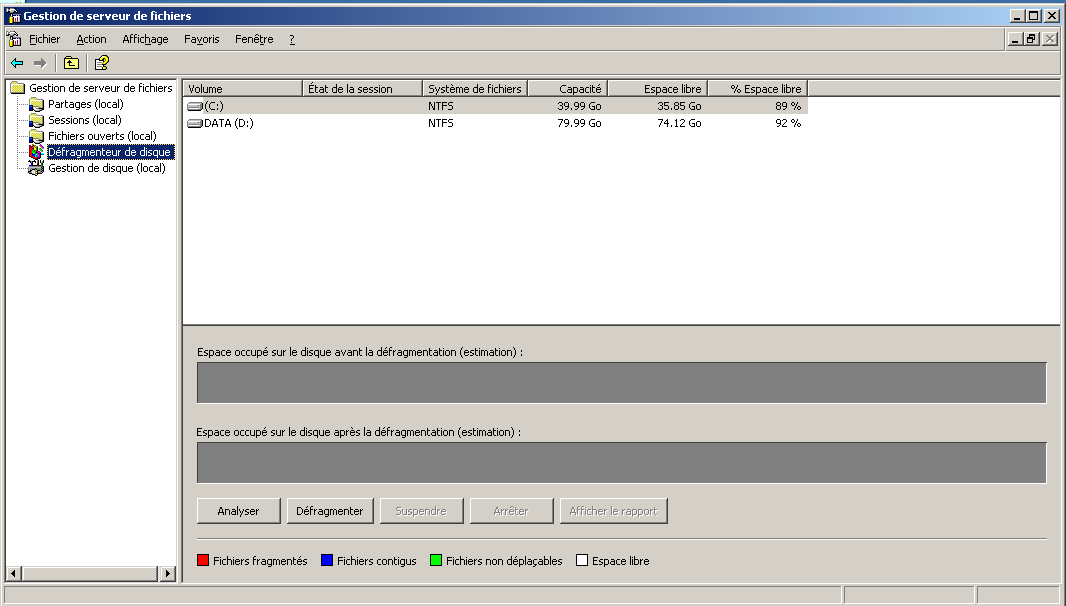 Gestion de serveur de fichiers
Fichier Action Affichage Favoris Fenêtre ?
Gestion de serveur de fichiers
Partages (local)
Sessions (local)
Fichiers ouverts (local)
Défragmenteur de disque
Gestion de disque (local)
Volume État de la session Système de fichiers Capacité Espace libre % Espace libre
(C:) NTFS 39.99 Go 35.85 Go 89 %
DATA (D:) NTFS 79.99 Go 74.12 Go 92 %
Espace occupé sur le disque avant la défragmentation (estimation) :
Espace occupé sur le disque après la défragmentation (estimation) :
Analyser Défragmenter Suspendre Arrêter Afficher le rapport
Fichiers fragmentés Fichiers contigus Fichiers non déplaçables Espace libre